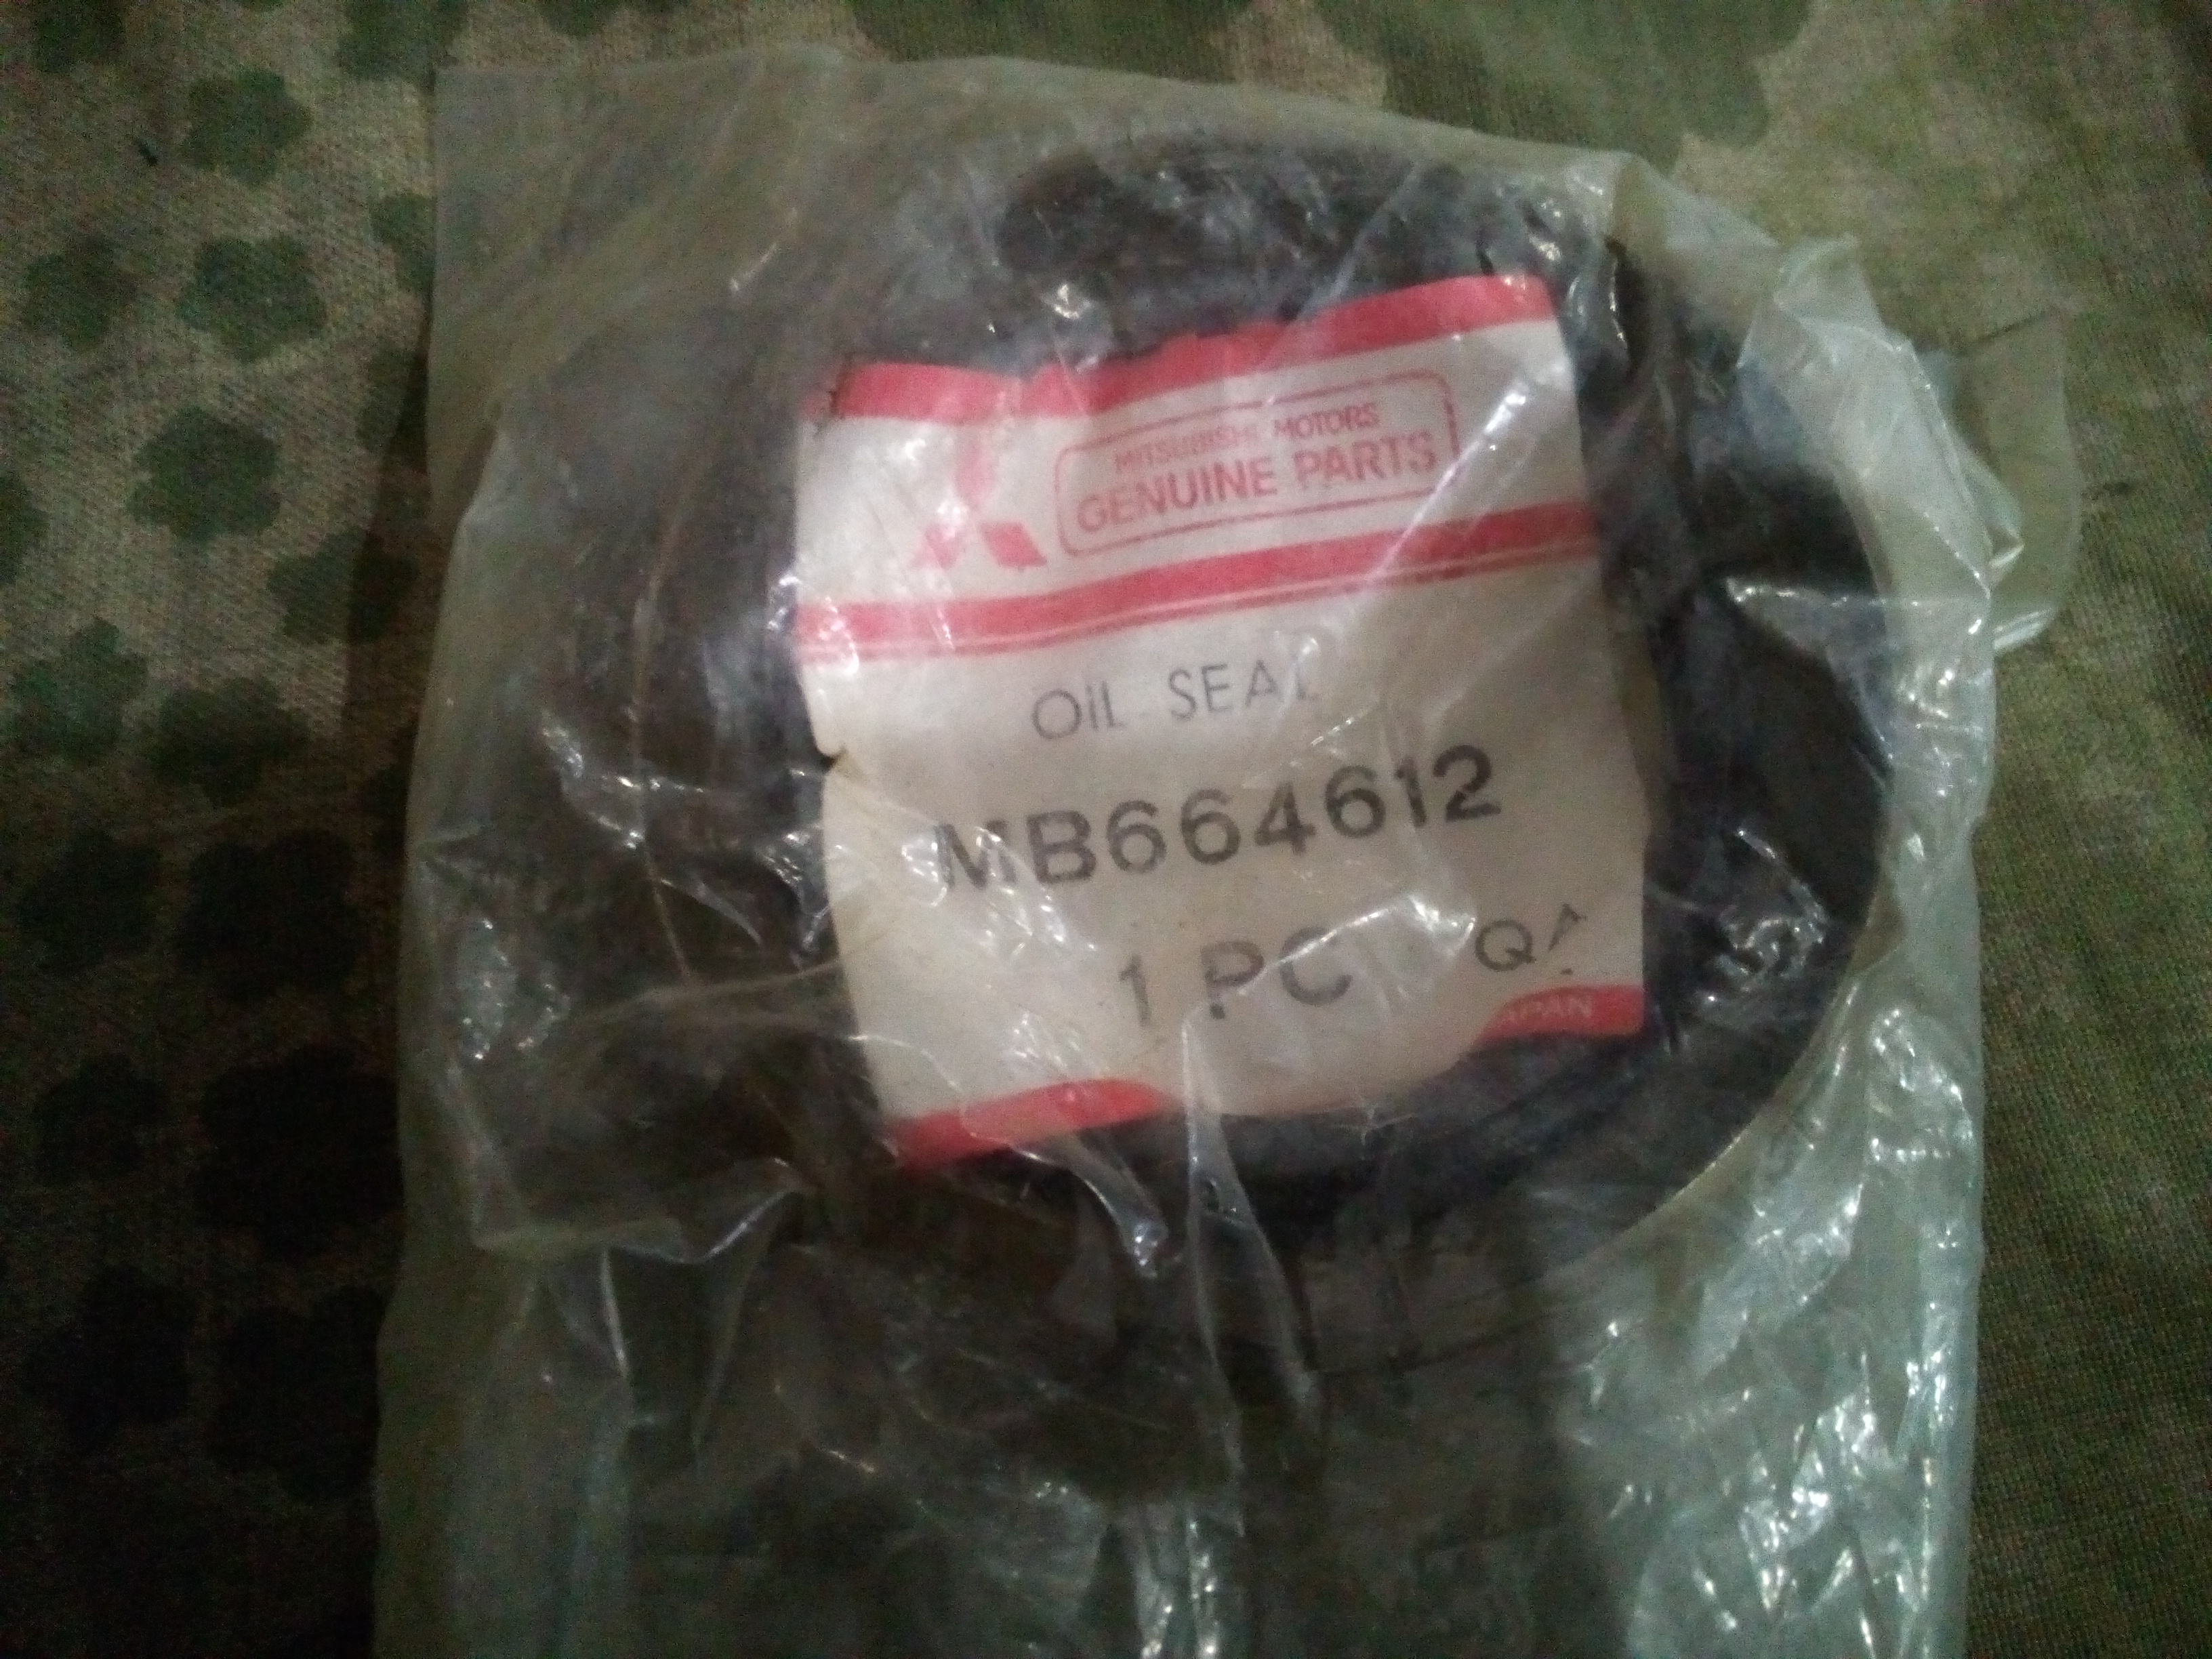 MITSUBISHI MOTORS
GENUINE PARTS
OIL SEAL
MB664612
1 PC